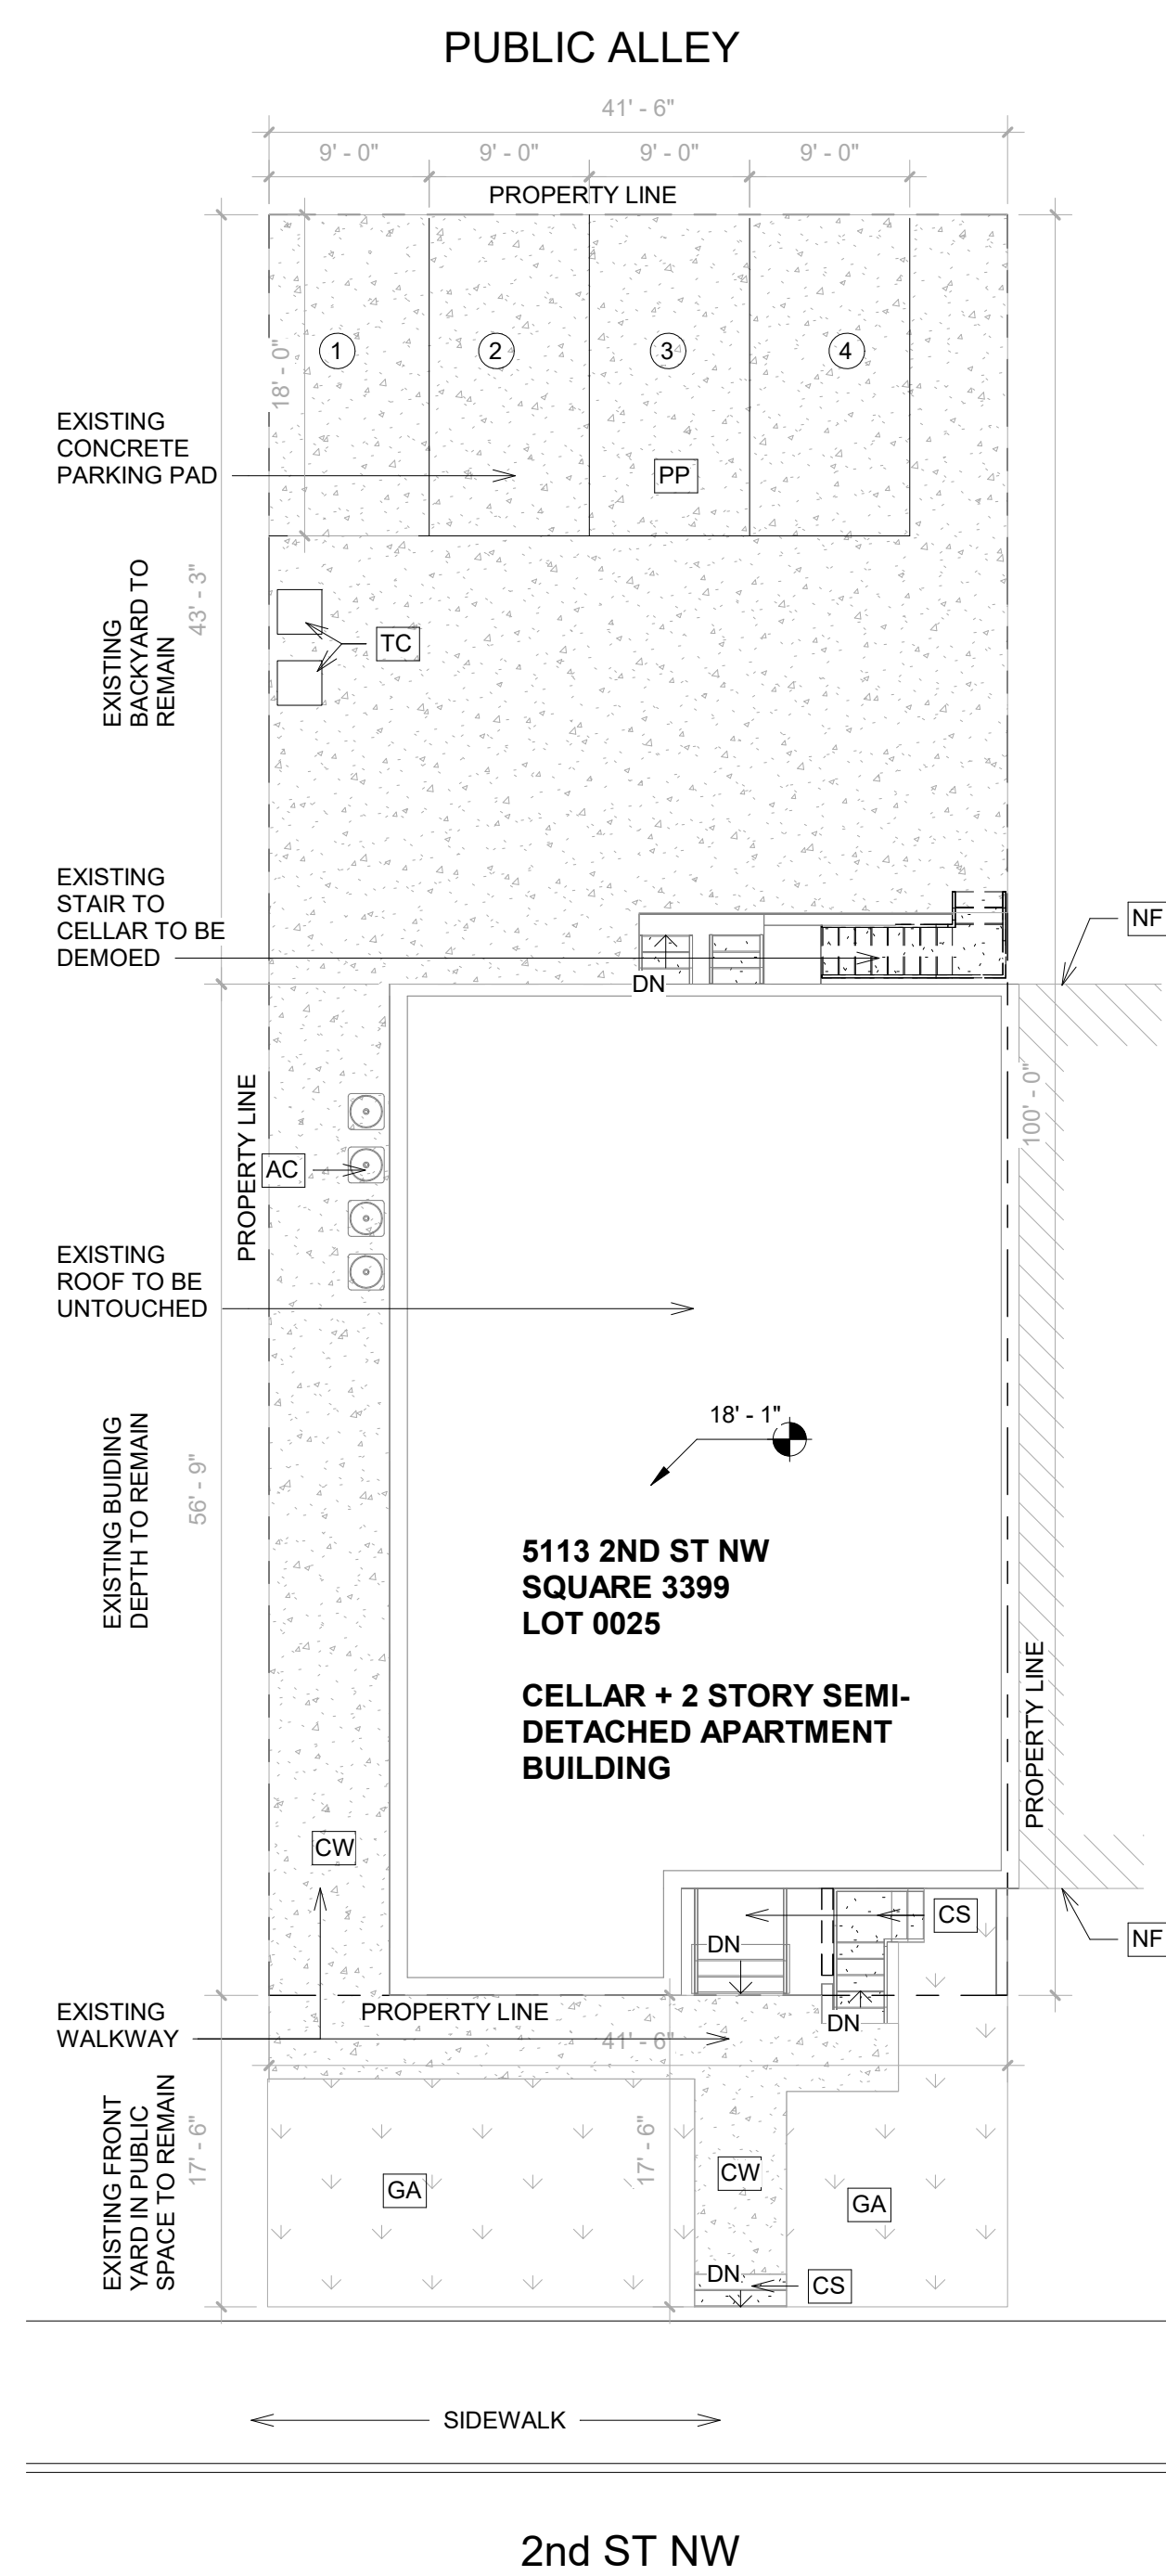 PUBLIC ALLEY
41' - 6"
9' - 0"
9' - 0"
9' - 0"
9' - 0"
PROPERTY LINE
1
2
3
4
18' - 0"
EXISTING
CONCRETE
PARKING PAD
PP
EXISTING
BACKYARD TO
REMAIN
43' - 3"
TC
EXISTING
STAIR TO
CELLAR TO BE
DEMOED
NF
DN
100' - 0"
PROPERTY LINE
AC
EXISTING
ROOF TO BE
UNTOUCHED
18' - 1"
EXISTING BUIDING
DEPTH TO REMAIN
56' - 9"
5113 2ND ST NW
SQUARE 3399
LOT 0025
CELLAR + 2 STORY SEMI-
DETACHED APARTMENT
BUILDING
PROPERTY LINE
CW
CS
DN
NF
EXISTING
WALKWAY
PROPERTY LINE
DN
41' - 6"
EXISTING FRONT
YARD IN PUBLIC
SPACE TO REMAIN
17' - 6"
17' - 6"
GA
CW
GA
DN
CS
SIDEWALK
2nd ST NW